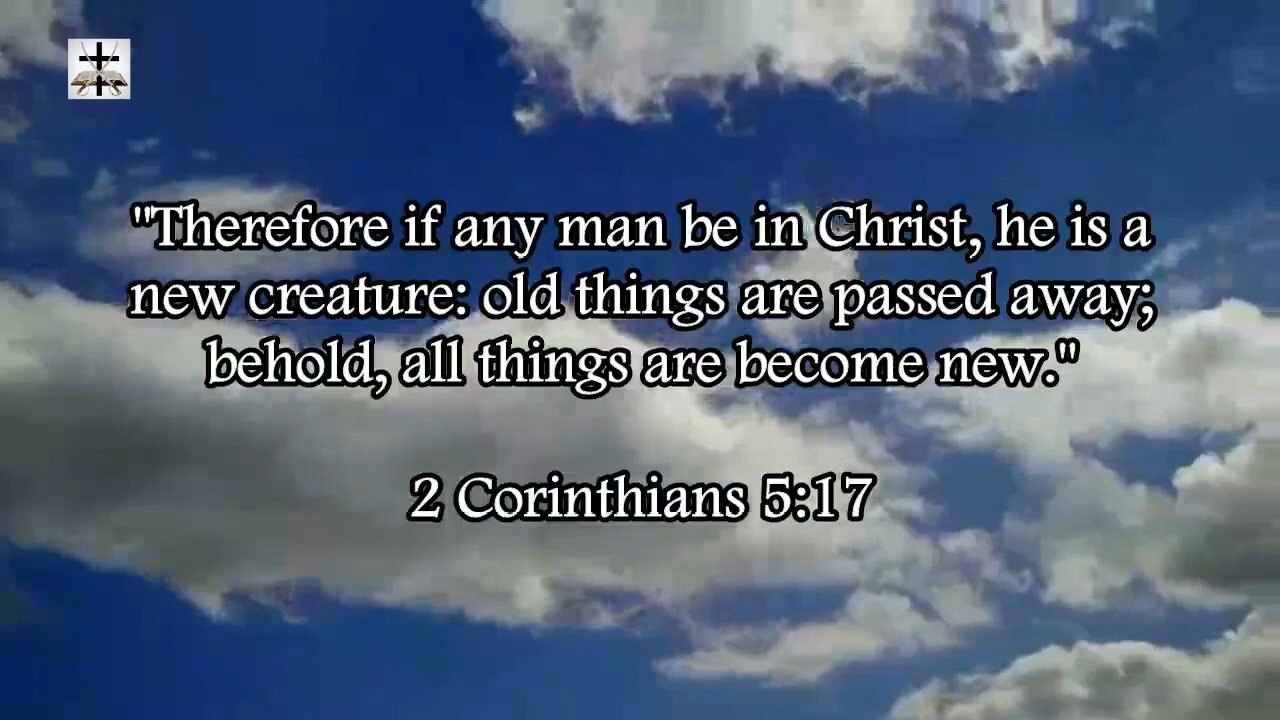 "Therefore if any man be in Christ, he is a
new creature: old things are passed away;
behold, all things are become new."
2 Corinthians 5:17